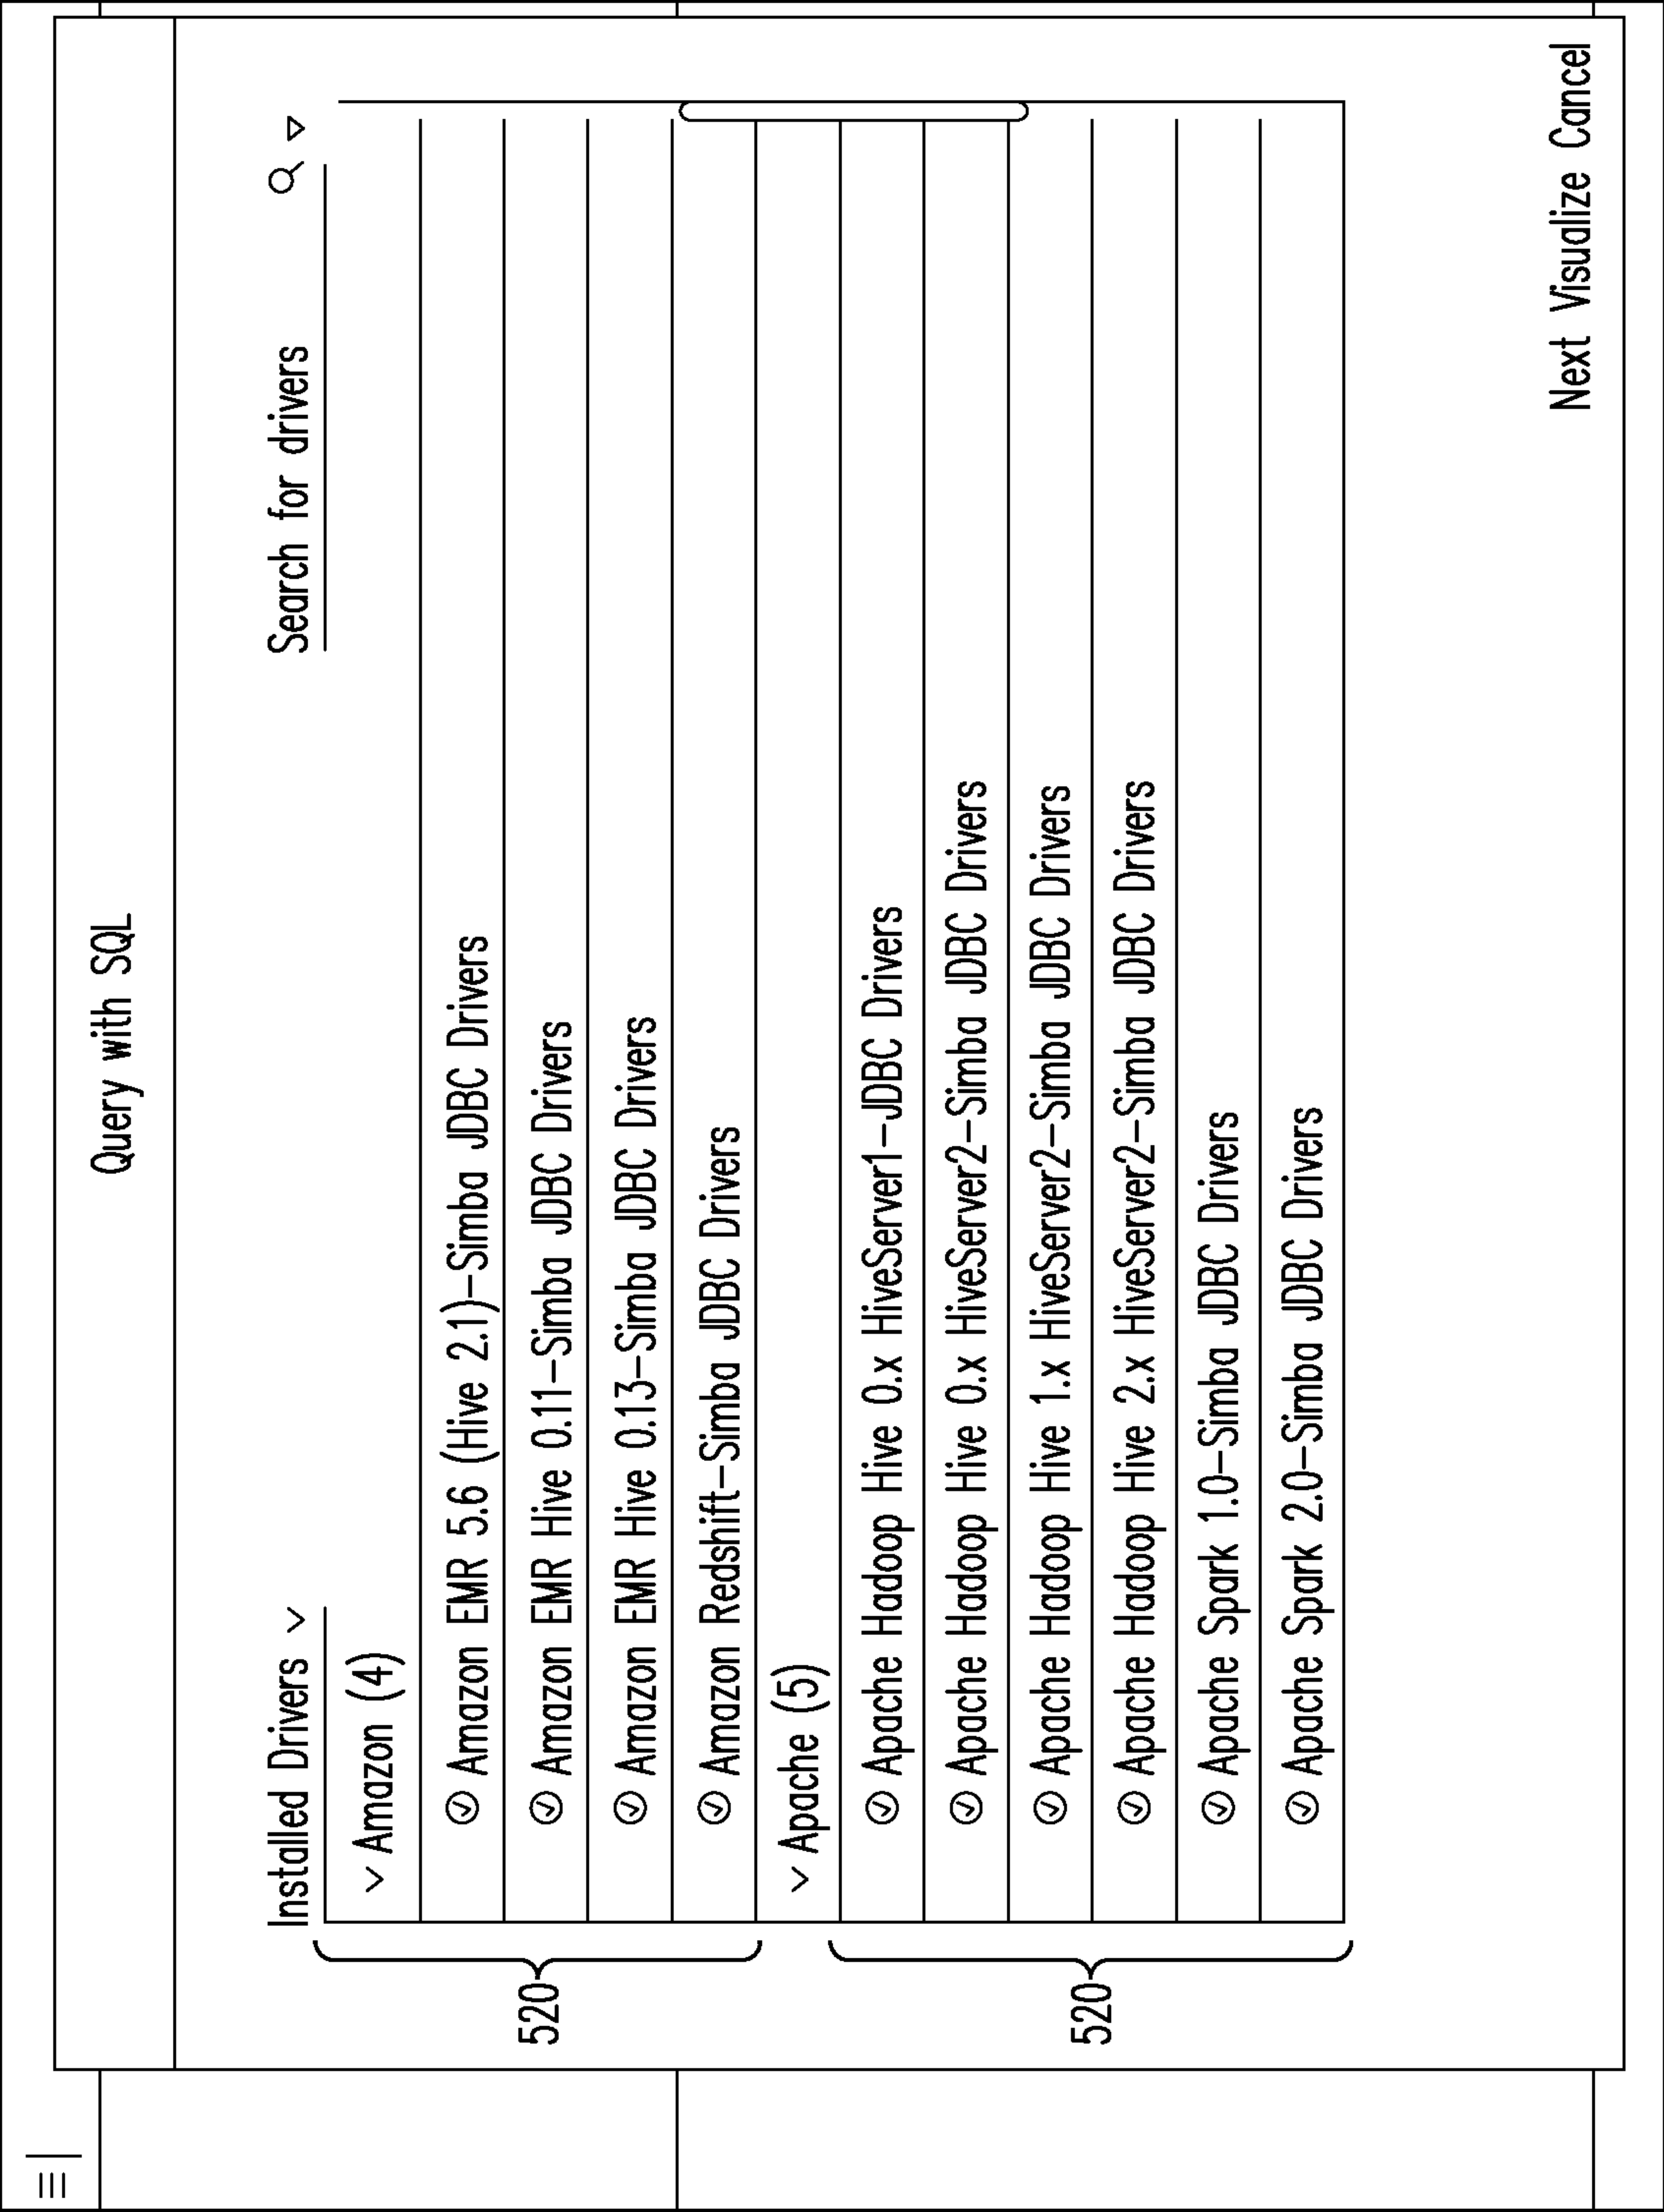 Query with SQL
Installed Drivers
Search for drivers
Amazon (4)
Amazon EMR 5.6 (Hive 2.1)-Simba JDBC Drivers
Amazon EMR Hive 0.11-Simba JDBC Drivers
Amazon EMR Hive 0.13-Simba JDBC Drivers
Amazon Redshift-Simba JDBC Drivers
520
Apache (5)
Apache Hadoop Hive 0.x HiveServer1-JDBC Drivers
Apache Hadoop Hive 0.x HiveServer2-Simba JDBC Drivers
Apache Hadoop Hive 1.x HiveServer2-Simba JDBC Drivers
Apache Hadoop Hive 2.x HiveServer2-Simba JDBC Drivers
Apache Spark 1.0-Simba JDBC Drivers
Apache Spark 2.0-Simba JDBC Drivers
520
Next Visualize Cancel